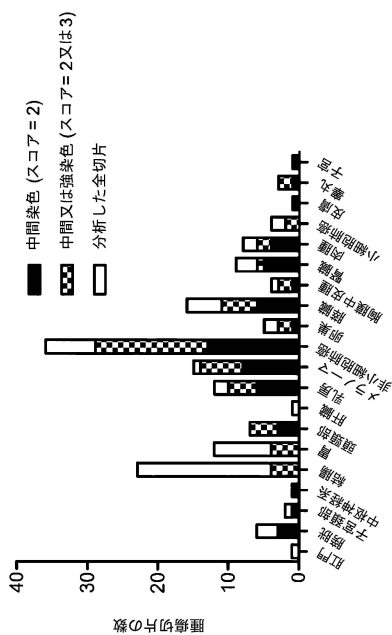 中間染色 (スコア = 2)
中間又は強染色 (スコア = 2又は3)
分析した全切片
腫瘍切片の数
40
30
20
10
0
肛門
膀胱
子宮頸部
中枢神経系
結腸
胃
頭頸部
肝臓
乳房
メラノーマ
非小細胞肺癌
卵巣
膵臓
胸膜中皮腫
腎臓
肉腫
小細胞肺癌
皮膚
睾丸
子宮